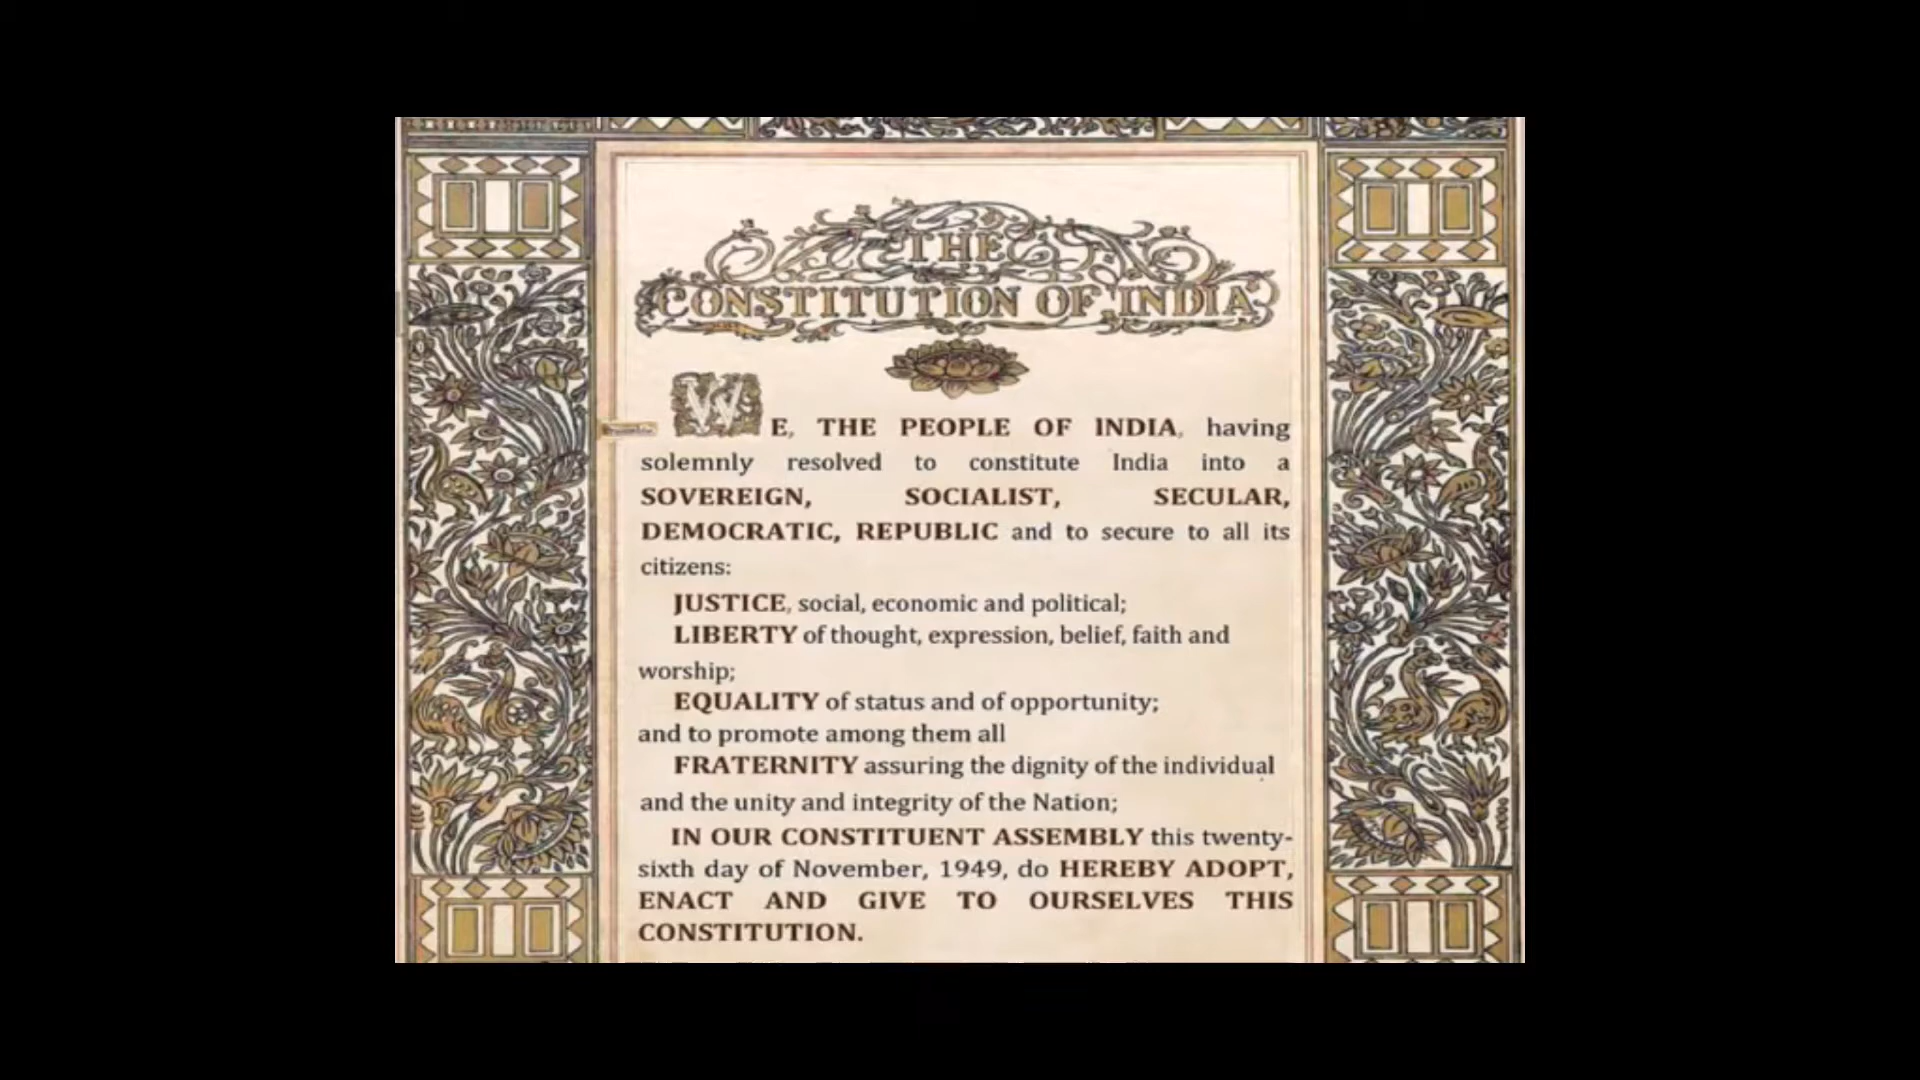 THE
CONSTITUTION OF INDIA
WE, THE PEOPLE OF INDIA, having
solemnly resolved to constitute India into a
SOVEREIGN, SOCIALIST, SECULAR,
DEMOCRATIC, REPUBLIC and to secure to all its
citizens:
JUSTICE, social, economic and political;
LIBERTY of thought, expression, belief, faith and
worship;
EQUALITY of status and of opportunity;
and to promote among them all
FRATERNITY assuring the dignity of the individual
and the unity and integrity of the Nation;
IN OUR CONSTITUENT ASSEMBLY this twenty-
sixth day of November, 1949, do HEREBY ADOPT,
ENACT AND GIVE TO OURSELVES THIS
CONSTITUTION.